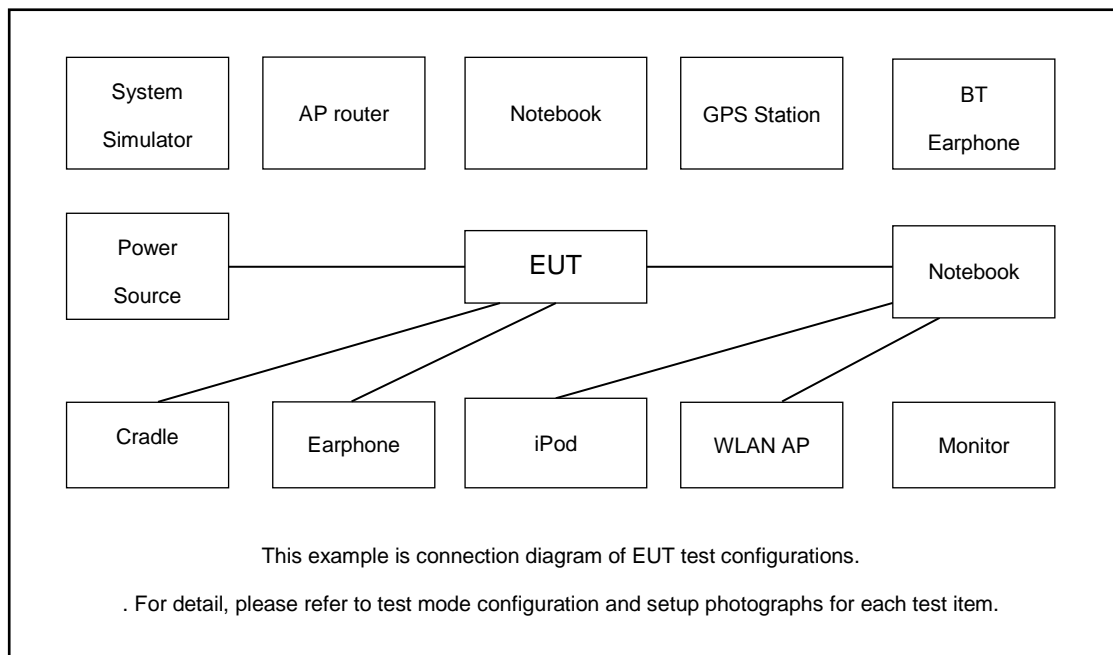 System
Simulator
AP router
Notebook
GPS Station
BT
Earphone
Power
Source
EUT
Notebook
Cradle
Earphone
iPod
WLAN AP
Monitor
This example is connection diagram of EUT test configurations.
. For detail, please refer to test mode configuration and setup photographs for each test item.